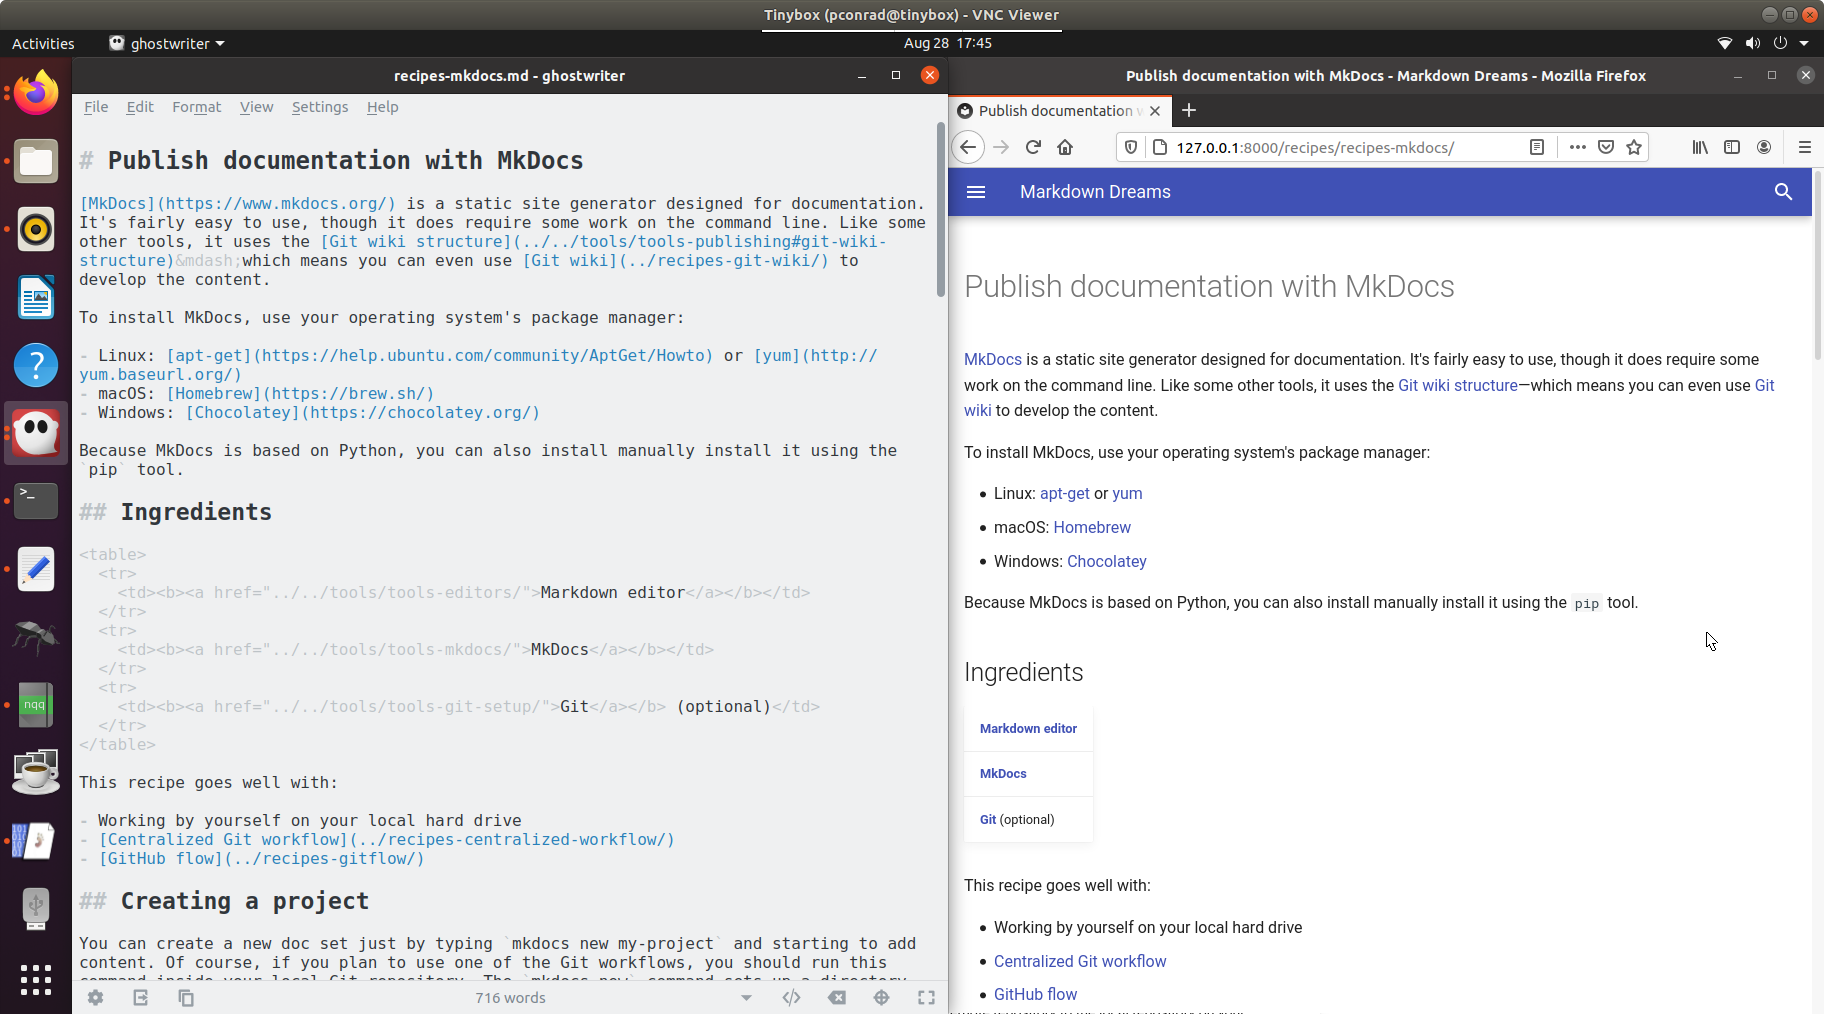 Tinybox (pconrad@tinybox) - VNC Viewer
Activities
ghostwriter
Aug 28 17:45
recipes-mkdocs.md - ghostwriter
File Edit Format View Settings Help
# Publish documentation with MkDocs
[MkDocs](https://www.mkdocs.org/) is a static site generator designed for documentation.
It's fairly easy to use, though it does require some work on the command line. Like some
other tools, it uses the [Git wiki structure](../../tools/tools-publishing#git-wiki-
structure)&mdash;which means you can even use [Git wiki](../recipes-git-wiki/) to
develop the content.
To install MkDocs, use your operating system's package manager:
- Linux: [apt-get](https://help.ubuntu.com/community/AptGet/Howto) or [yum](http://
yum.baseurl.org/)
- macOS: [Homebrew](https://brew.sh/)
- Windows: [Chocolatey](https://chocolatey.org/)
Because MkDocs is based on Python, you can also install manually install it using the
`pip` tool.
## Ingredients
<table>
<tr>
<td><b><a href="../../tools/tools-editors/">Markdown editor</a></b></td>
</tr>
<tr>
<td><b><a href="../../tools/tools-mkdocs/">MkDocs</a></b></td>
</tr>
<tr>
<td><b><a href="../../tools/tools-git-setup/">Git</a></b> (optional)</td>
</tr>
</table>
This recipe goes well with:
- Working by yourself on your local hard drive
- [Centralized Git workflow](../recipes-centralized-workflow/)
- [GitHub flow](../recipes-gitflow/)
## Creating a project
You can create a new doc set just by typing `mkdocs new my-project` and starting to add
content. Of course, if you plan to use one of the Git workflows, you should run this
command inside your local Git repository. The `mkdocs new` command sets up a directory
716 words
nqq
Publish documentation with MkDocs - Markdown Dreams - Mozilla Firefox
Publish documentation w
127.0.0.1:8000/recipes/recipes-mkdocs/
Markdown Dreams
Publish documentation with MkDocs
MkDocs is a static site generator designed for documentation. It's fairly easy to use, though it does require some
work on the command line. Like some other tools, it uses the Git wiki structure—which means you can even use Git
wiki to develop the content.
To install MkDocs, use your operating system's package manager:
• Linux: apt-get or yum
• macOS: Homebrew
• Windows: Chocolatey
Because MkDocs is based on Python, you can also install manually install it using the pip tool.
Ingredients
Markdown editor
MkDocs
Git (optional)
This recipe goes well with:
• Working by yourself on your local hard drive
• Centralized Git workflow
• GitHub flow